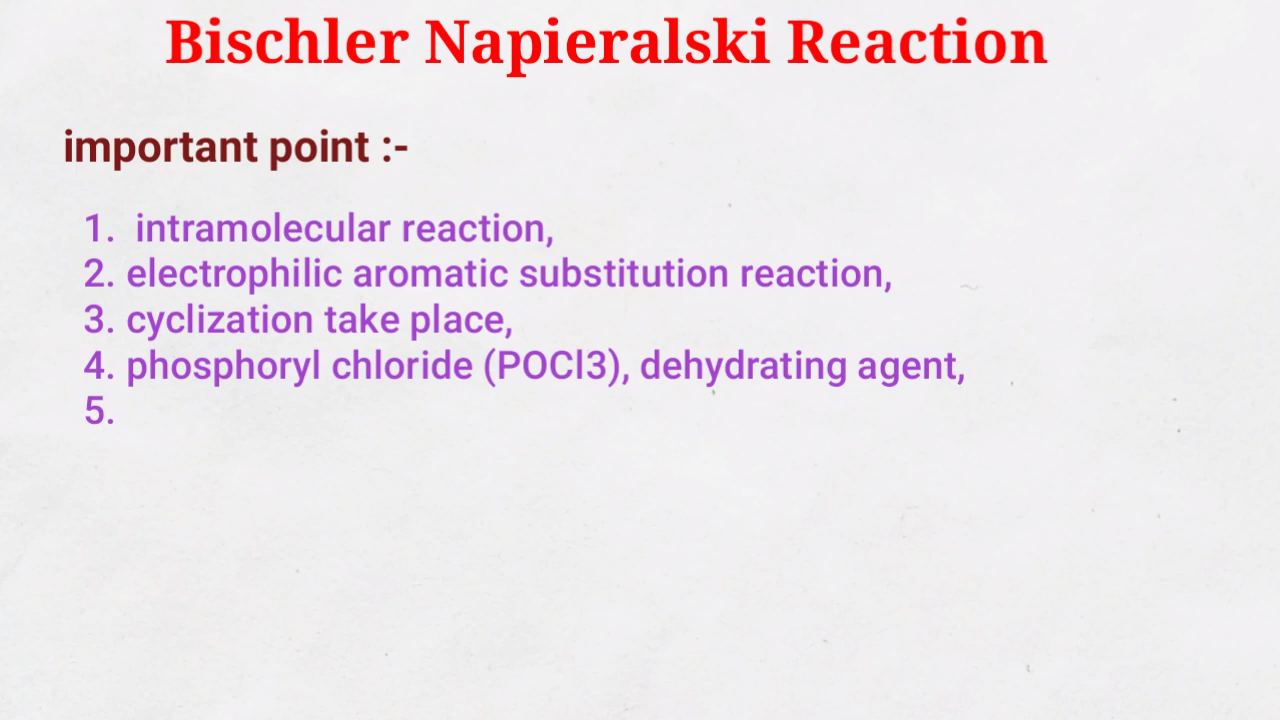 Bischler Napieralski Reaction
important point :-
1. intramolecular reaction,
2. electrophilic aromatic substitution reaction,
3. cyclization take place,
4. phosphoryl chloride (POCl3), dehydrating agent,
5.